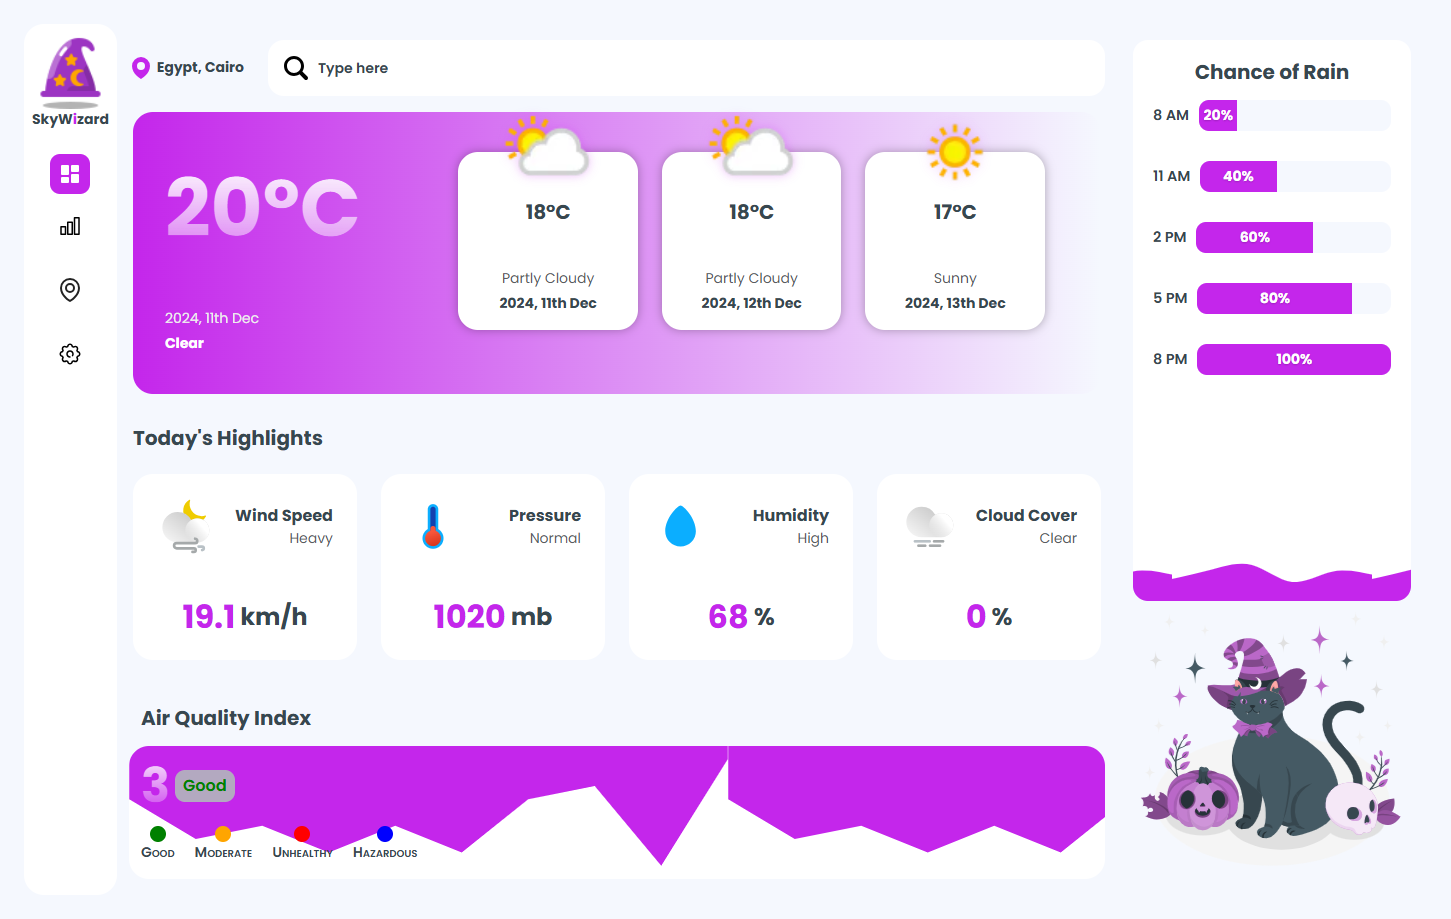 SkyWizard
Egypt, Cairo
Type here
20°C
2024, 11th Dec
Clear
18°C
Partly Cloudy
2024, 11th Dec
18°C
Partly Cloudy
2024, 12th Dec
17°C
Sunny
2024, 13th Dec
Chance of Rain
8 AM 20%
11 AM 40%
2 PM 60%
5 PM 80%
8 PM 100%
Today's Highlights
Wind Speed
Heavy
19.1 km/h
Pressure
Normal
1020 mb
Humidity
High
68 %
Cloud Cover
Clear
0 %
Air Quality Index
3 Good
Good
Moderate
Unhealthy
Hazardous